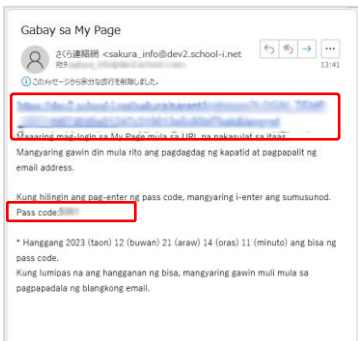 Gabay sa My Page
さくら連絡網 <sakura_info@dev2.school-i.net
宛先
13:41
このメッセージから余分な改行を削除しました。
Maaaring mag-login sa My Page mula sa URL na nakasulat sa itaas
Mangyaring gawin din mula rito ang pagdagdag ng kapatid at pagpapalit ng
email address.
Kung hilingin ang pag-enter ng pass code, mangyaring i-enter ang sumusunod.
Pass code:
* Hanggang 2023 (taon) 12 (buwan) 21 (araw) 14 (oras) 11 (minuto) ang bisa ng
pass code.
Kung lumipas na ang hangganan ng bisa, mangyaring gawin muli mula sa
pagpapadala ng blangkong email.